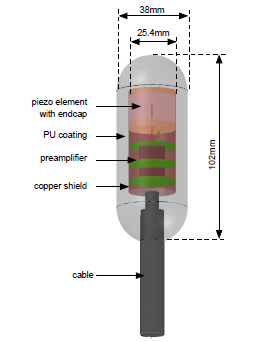 38mm
25.4mm
piezo element
with endcap
PU coating
preamplifier
copper shield
102mm
cable